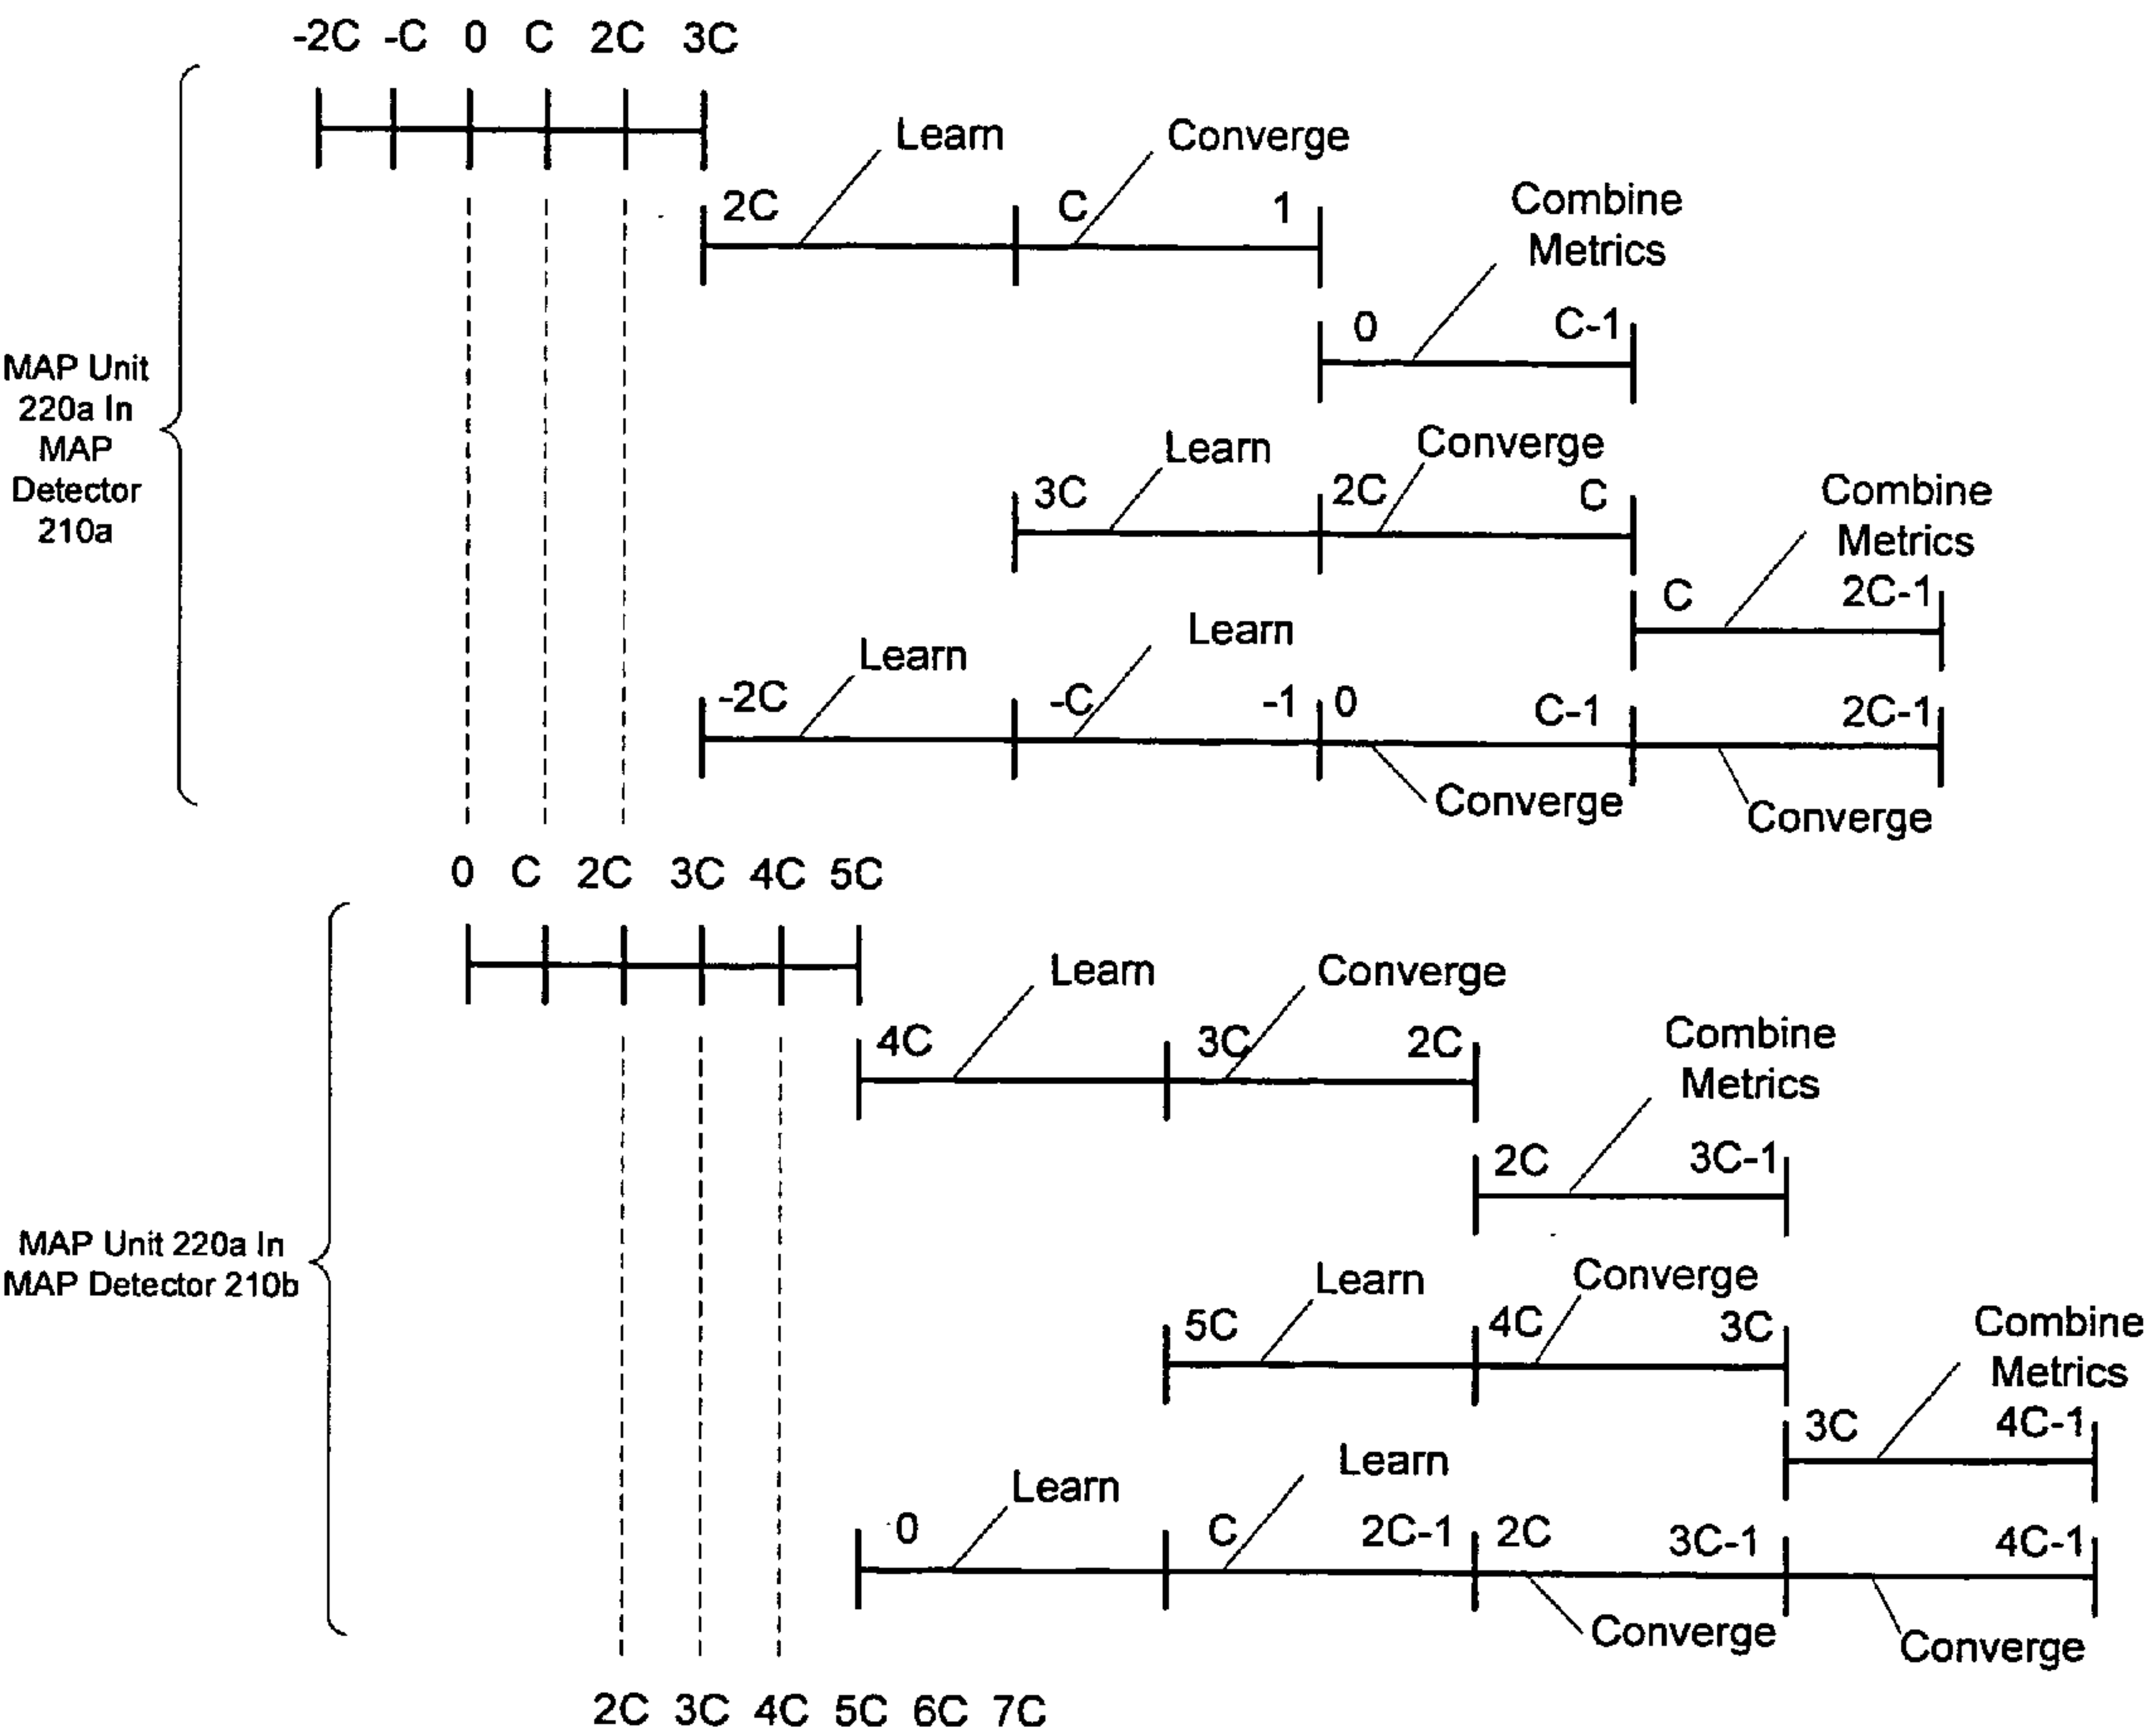 -2C -C 0 C 2C 3C
Learn Converge
2C C 1
Combine
Metrics
0 C-1
MAP Unit
220a In
MAP
Detector
210a
Learn Converge
3C 2C C
Combine
Metrics
C 2C-1
Learn Learn
-2C -C -1 0 C-1 2C-1
Converge Converge
0 C 2C 3C 4C 5C
Learn Converge
4C 3C 2C
Combine
Metrics
2C 3C-1
MAP Unit 220a In
MAP Detector 210b
Learn Converge
5C 4C 3C
Combine
Metrics
3C 4C-1
Learn Learn
0 C 2C-1 2C 3C-1 4C-1
Converge Converge
2C 3C 4C 5C 6C 7C